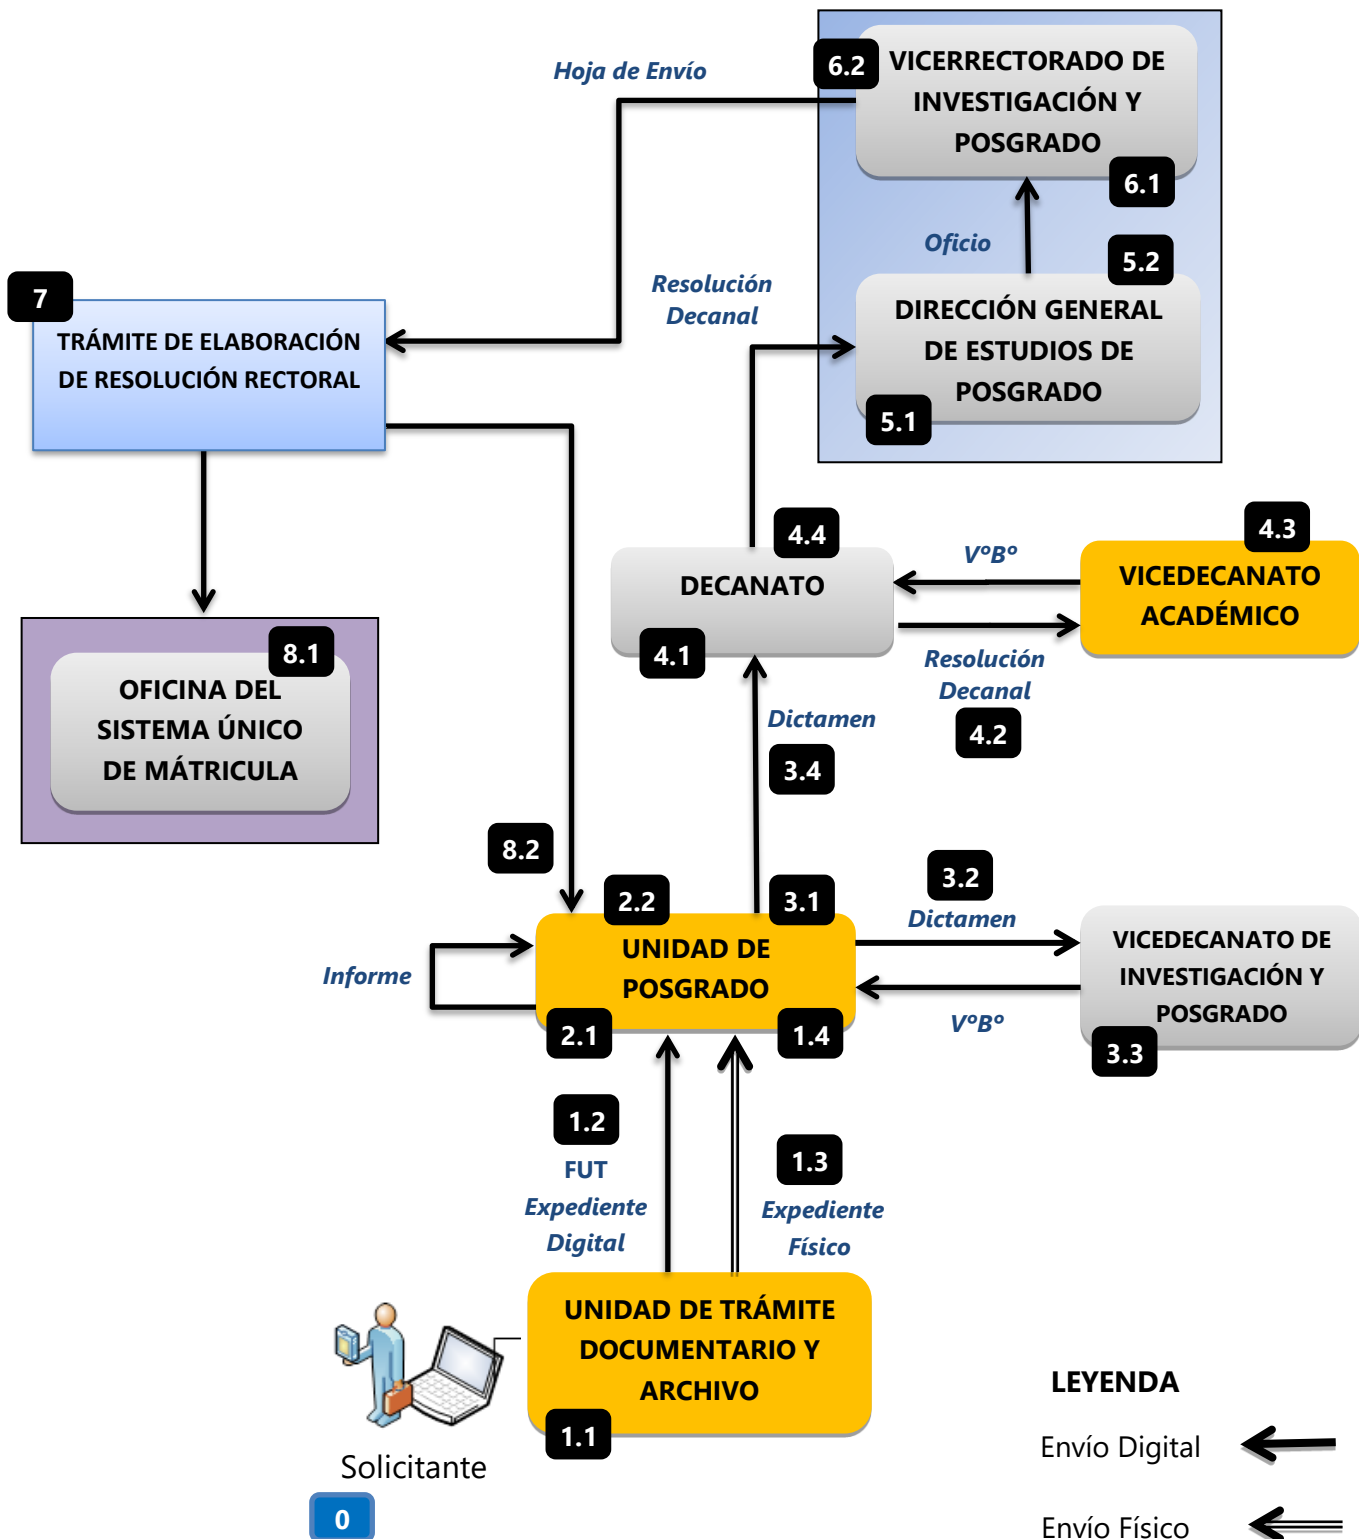 6.2
VICERRECTORADO DE
INVESTIGACIÓN Y
POSGRADO
6.1
Hoja de Envío
Oficio
5.2
DIRECCIÓN GENERAL
DE ESTUDIOS DE
POSGRADO
5.1
Resolución
Decanal
7
TRÁMITE DE ELABORACIÓN
DE RESOLUCIÓN RECTORAL
4.4
DECANATO
4.1
VºBº
4.3
VICEDECANATO
ACADÉMICO
Resolución
Decanal
4.2
8.1
OFICINA DEL
SISTEMA ÚNICO
DE MÁTRICULA
Dictamen
3.4
8.2
2.2
3.1
UNIDAD DE
POSGRADO
2.1
1.4
Informe
3.2
Dictamen
VºBº
VICEDECANATO DE
INVESTIGACIÓN Y
POSGRADO
3.3
1.2
FUT
Expediente
Digital
1.3
Expediente
Físico
UNIDAD DE TRÁMITE
DOCUMENTARIO Y
ARCHIVO
1.1
Solicitante
0
LEYENDA
Envío Digital
Envío Físico